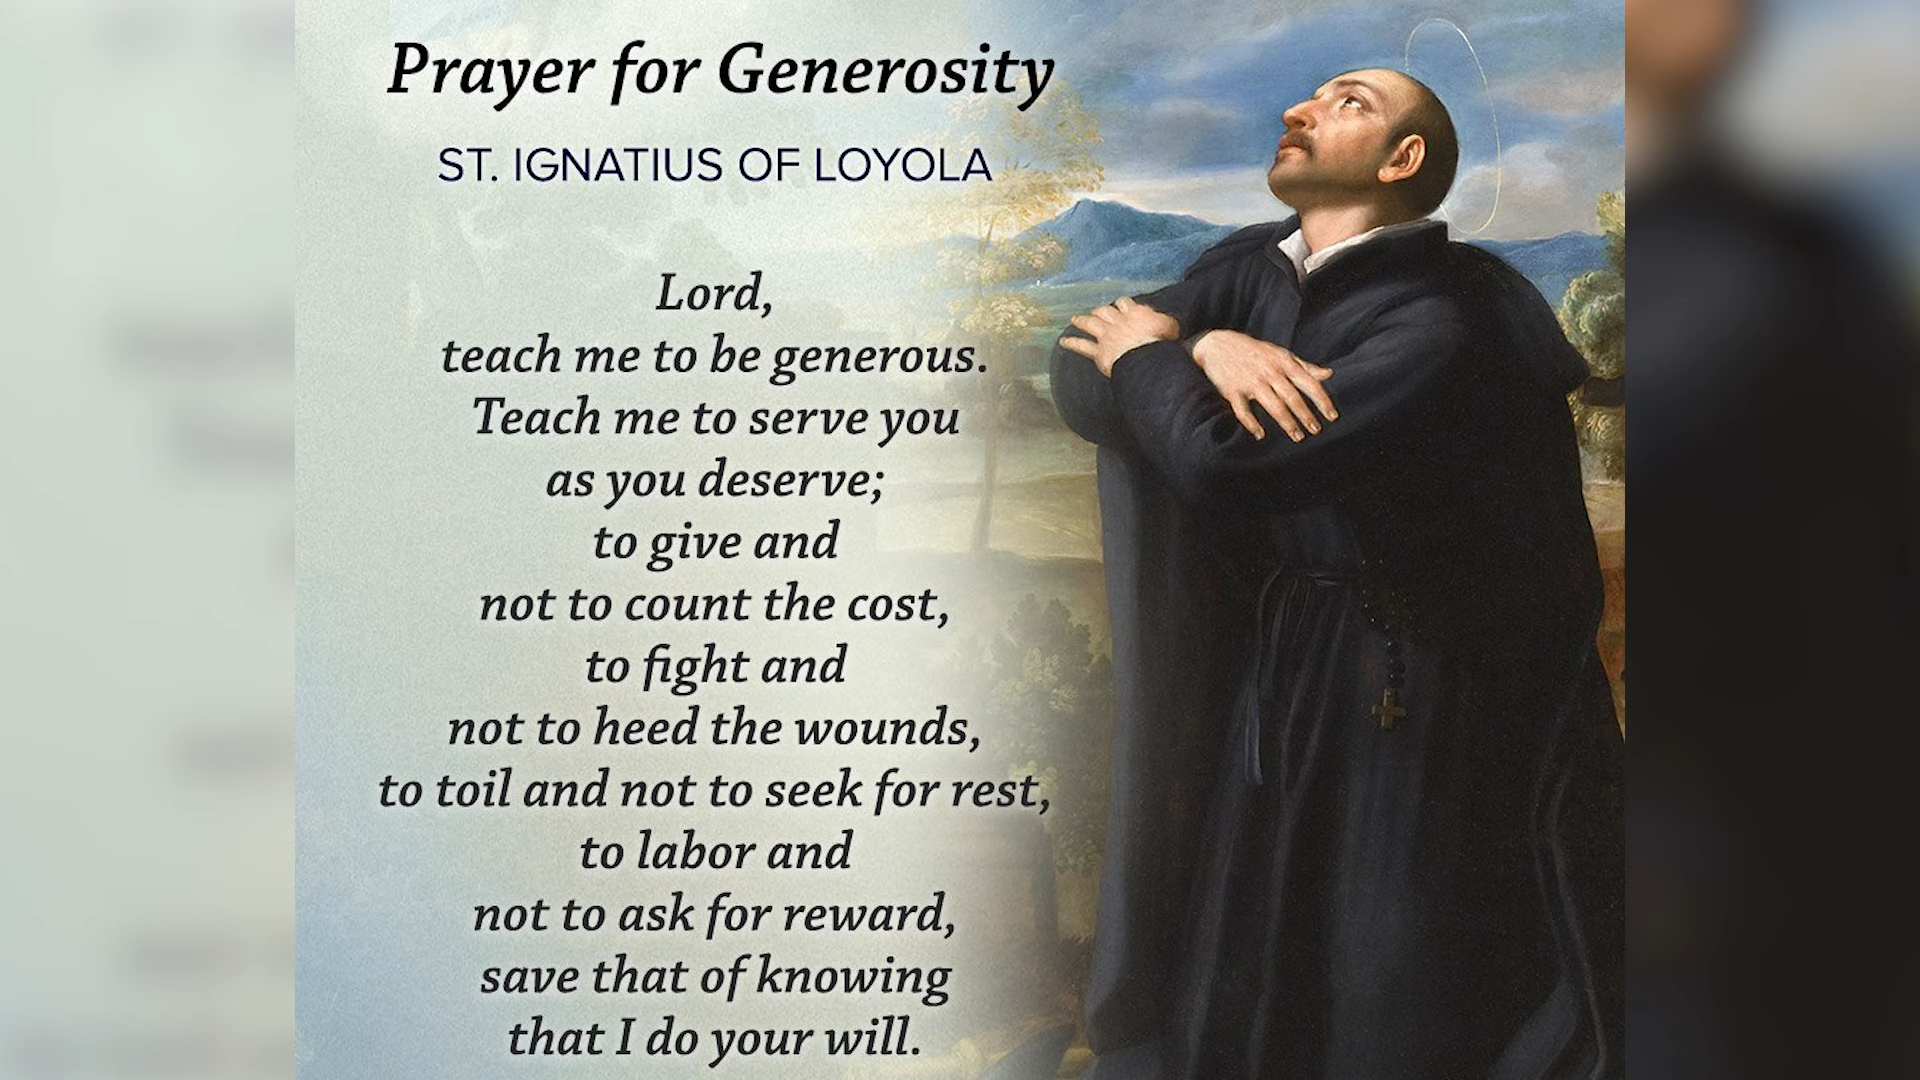 Prayer for Generosity
ST. IGNATIUS OF LOYOLA
Lord,
teach me to be generous.
Teach me to serve you
as you deserve;
to give and
not to count the cost,
to fight and
not to heed the wounds,
to toil and not to seek for rest,
to labor and
not to ask for reward,
save that of knowing
that I do your will.